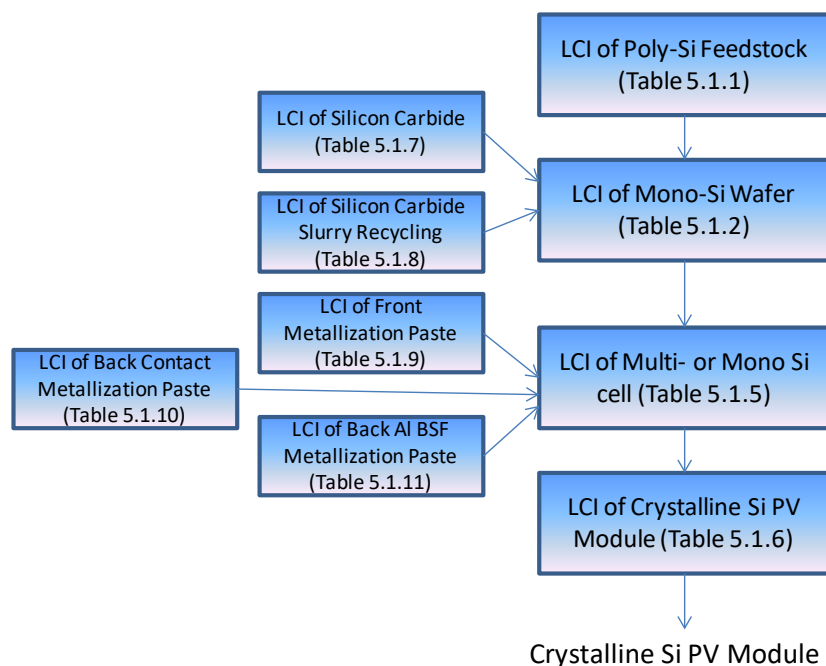 LCI of Poly-Si Feedstock
(Table 5.1.1)
LCI of Silicon Carbide
(Table 5.1.7)
LCI of Mono-Si Wafer
(Table 5.1.2)
LCI of Silicon Carbide
Slurry Recycling
(Table 5.1.8)
LCI of Front
Metallization Paste
(Table 5.1.9)
LCI of Back Contact
Metallization Paste
(Table 5.1.10)
LCI of Multi- or Mono Si
cell (Table 5.1.5)
LCI of Back Al BSF
Metallization Paste
(Table 5.1.11)
LCI of Crystalline Si PV
Module (Table 5.1.6)
Crystalline Si PV Module